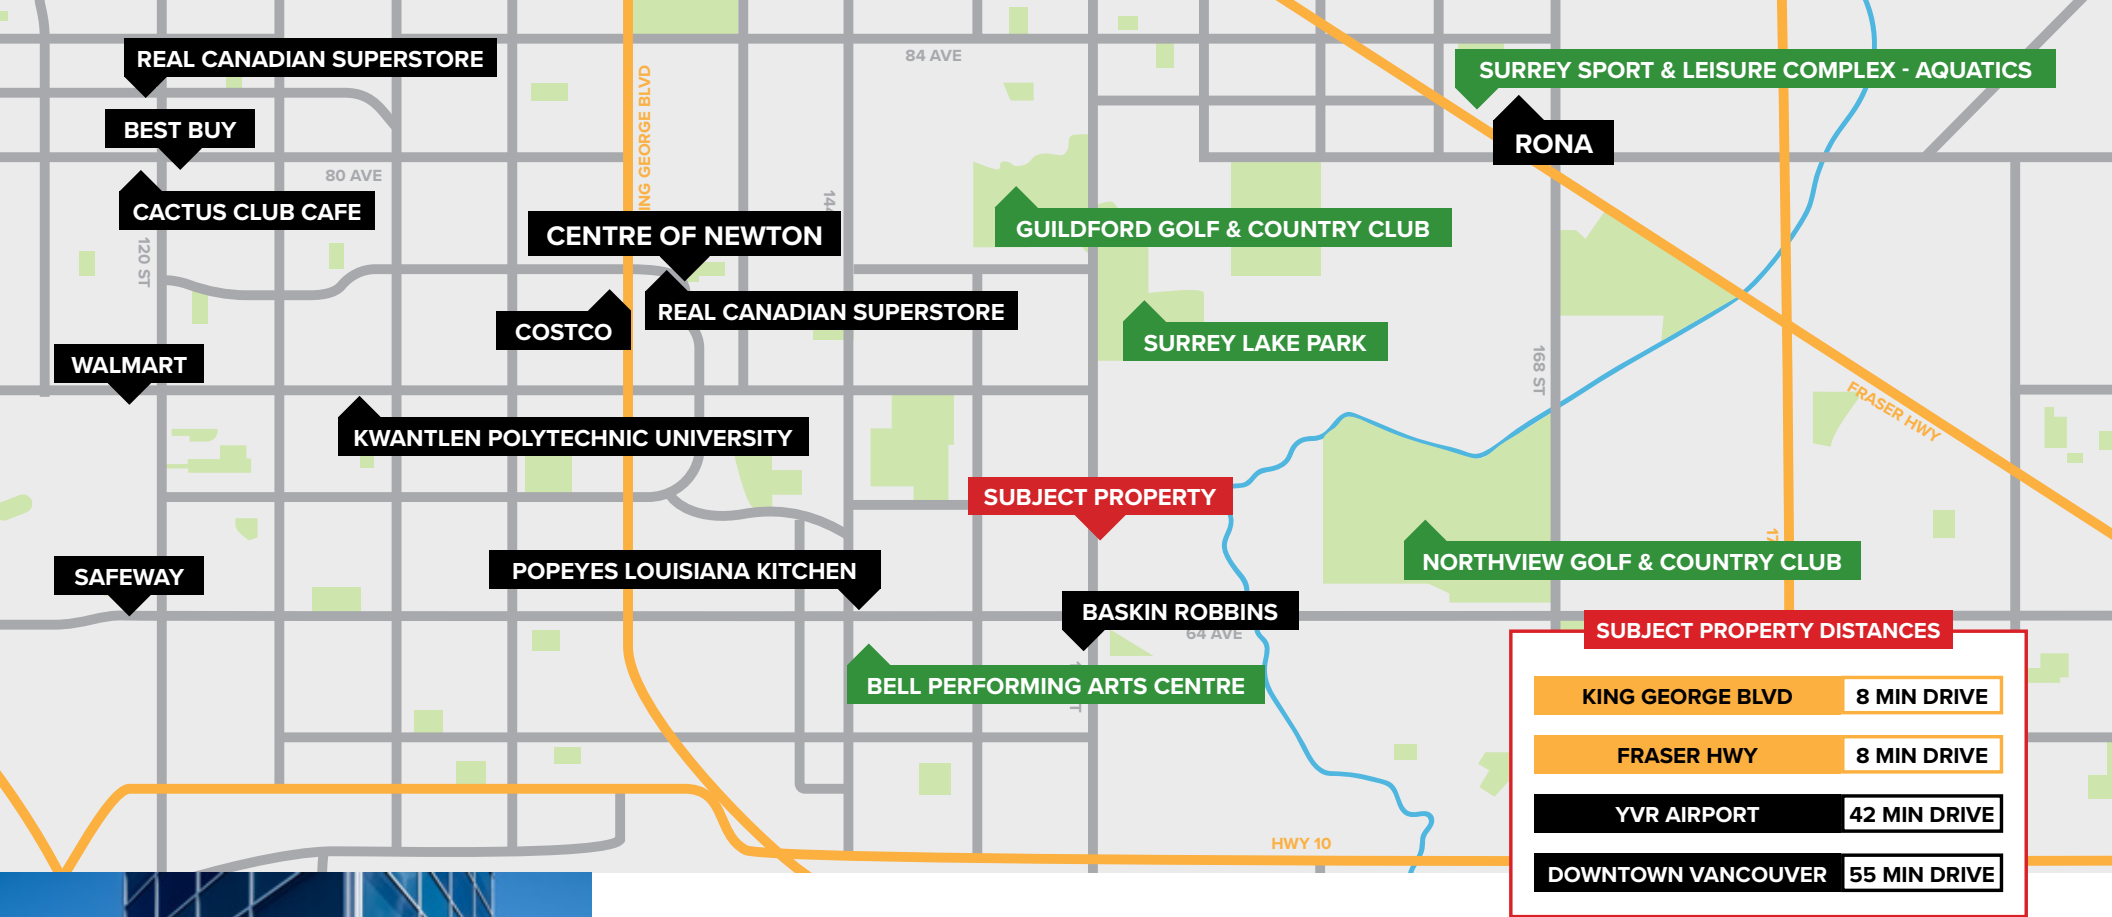 84 AVE
REAL CANADIAN SUPERSTORE
SURREY SPORT & LEISURE COMPLEX - AQUATICS
BEST BUY
RONA
ING GEORGE BLVD
80 AVE
CACTUS CLUB CAFE
GUILDFORD GOLF & COUNTRY CLUB
CENTRE OF NEWTON
120 ST
REAL CANADIAN SUPERSTORE
COSTCO
SURREY LAKE PARK
WALMART
168 ST
FRASER HWY
KWANTLEN POLYTECHNIC UNIVERSITY
SUBJECT PROPERTY
NORTHVIEW GOLF & COUNTRY CLUB
POPEYES LOUISIANA KITCHEN
SAFEWAY
BASKIN ROBBINS
64 AVE
BELL PERFORMING ARTS CENTRE
HWY 10
SUBJECT PROPERTY DISTANCES
KING GEORGE BLVD 8 MIN DRIVE
FRASER HWY 8 MIN DRIVE
YVR AIRPORT 42 MIN DRIVE
DOWNTOWN VANCOUVER 55 MIN DRIVE